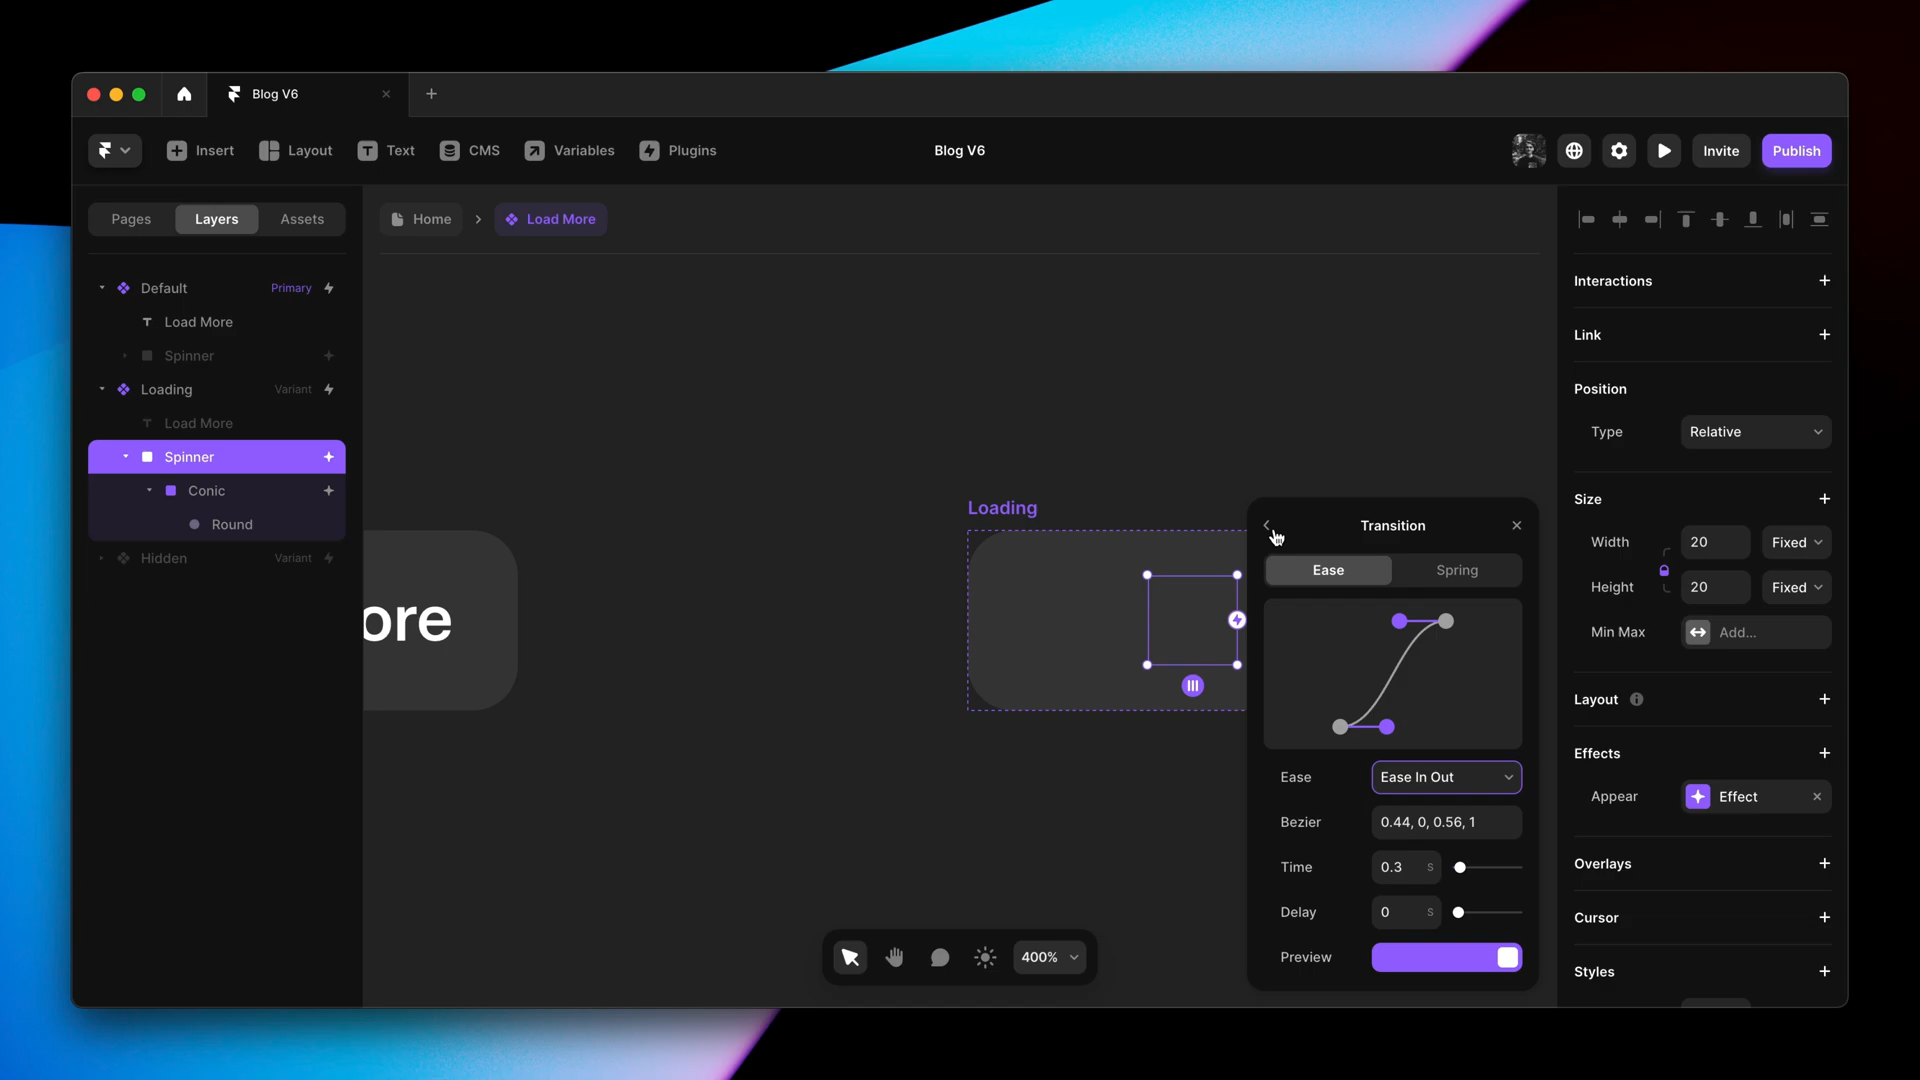 Blog V6
Insert
Layout
Text
CMS
Variables
Plugins
Blog V6
Invite
Publish
Pages
Layers
Assets
Home
Load More
Default
Primary
Load More
Spinner
Loading
Variant
Load More
Spinner
Conic
Round
Hidden
Variant
ore
Loading
Transition
Ease
Spring
Ease
Ease In Out
Bezier
0.44, 0, 0.56, 1
Time
0.3
S
Delay
0
S
Preview
400%
Interactions
Link
Position
Type
Relative
Size
Width
20
Fixed
Height
20
Fixed
Min Max
Add...
Layout
Effects
Appear
Effect
Overlays
Cursor
Styles